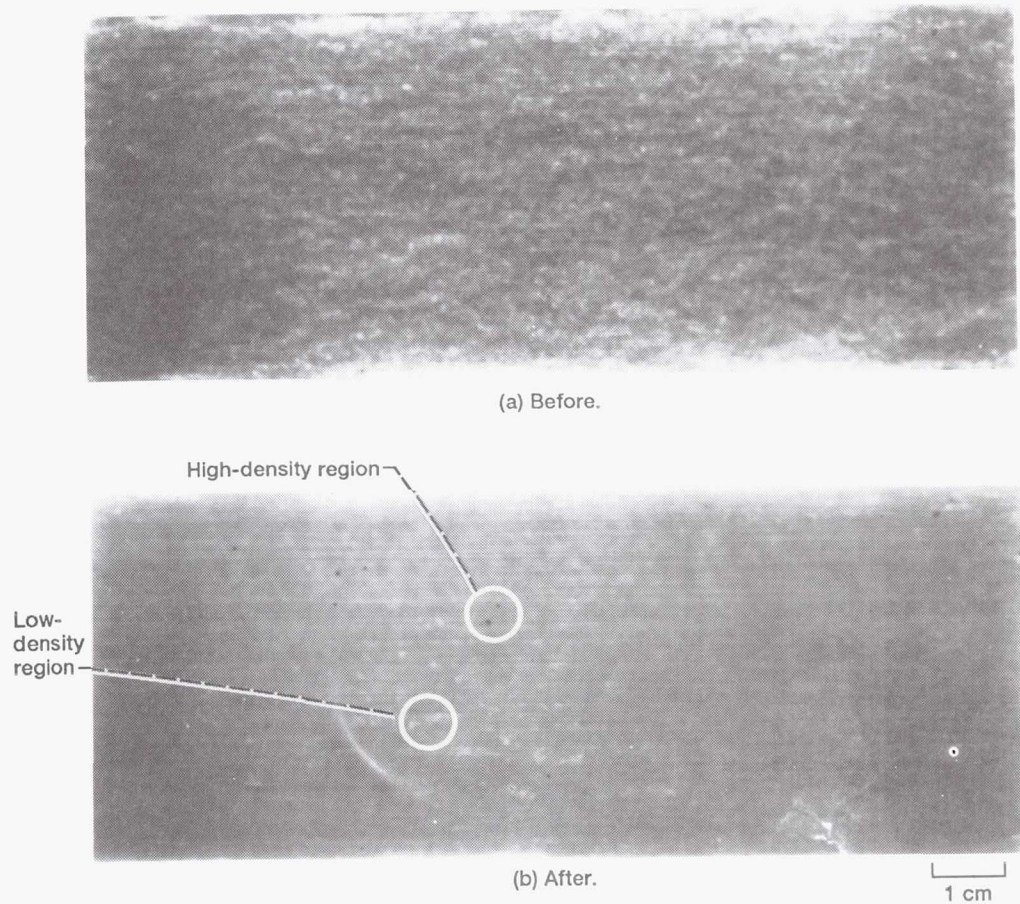 (a) Before.
High-density region
Low-
density
region
(b) After.
1 cm